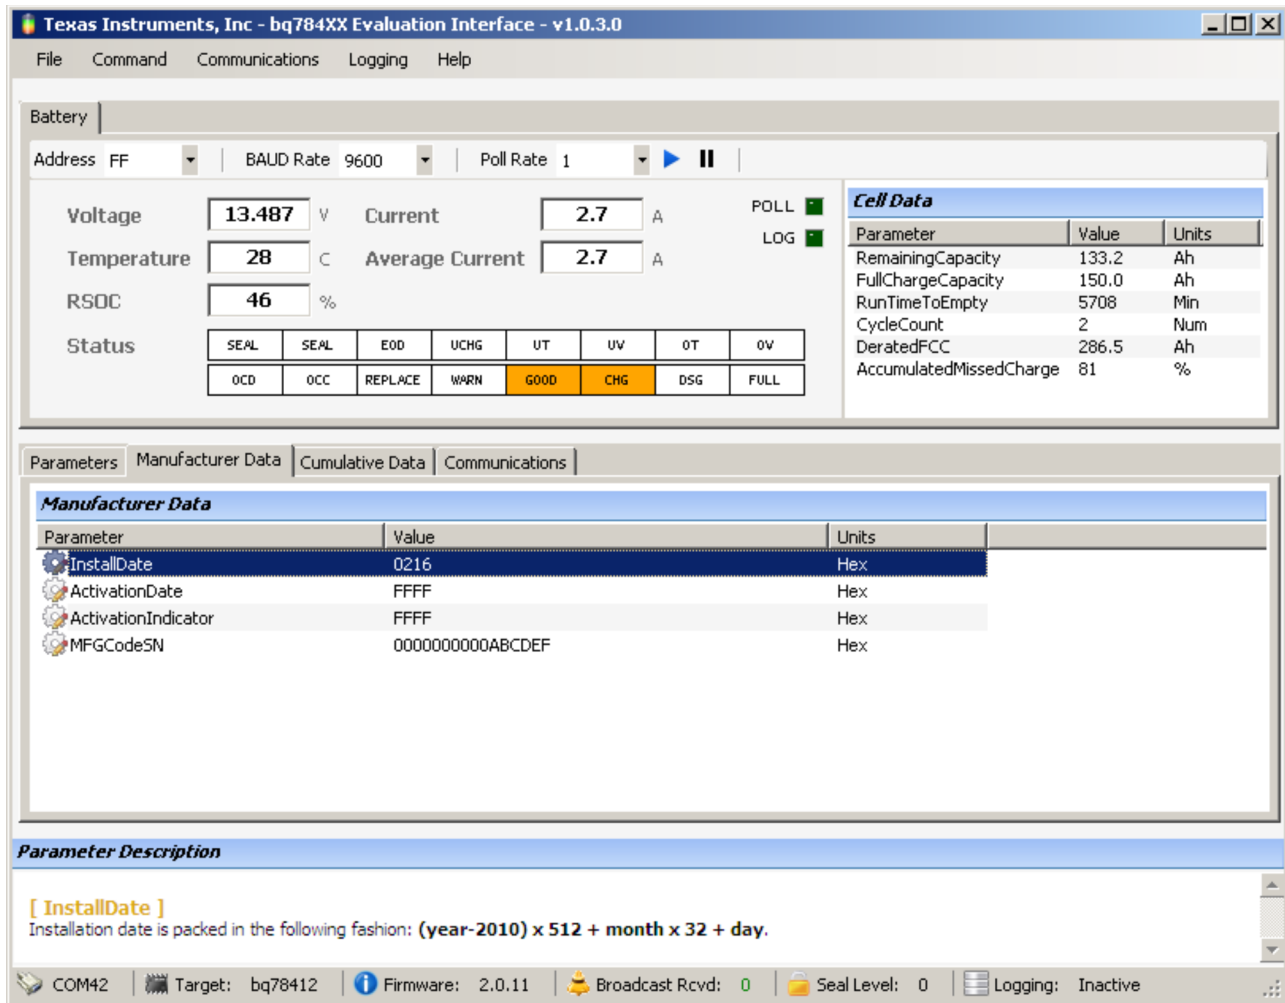 Texas Instruments, Inc - bq784XX Evaluation Interface - v1.0.3.0
File Command Communications Logging Help
Battery
Address FF BAUD Rate 9600 Poll Rate 1
Voltage 13.487 V Current 2.7 A POLL
LOG
Temperature 28 C Average Current 2.7 A
RSOC 46 %
Status SEAL SEAL EOD UCHG UT UV OT OV
OCD OCC REPLACE WARN GOOD CHG DSG FULL
Cell Data
Parameter Value Units
RemainingCapacity 133.2 Ah
FullChargeCapacity 150.0 Ah
RunTimeToEmpty 5708 Min
CycleCount 2 Num
DeratedFCC 286.5 Ah
AccumulatedMissedCharge 81 %
Parameters Manufacturer Data Cumulative Data Communications
Manufacturer Data
Parameter Value Units
InstallDate 0216 Hex
ActivationDate FFFF Hex
ActivationIndicator FFFF Hex
MFGCodeSN 0000000000ABCDEF Hex
Parameter Description
[ InstallDate ]
Installation date is packed in the following fashion: (year-2010) x 512 + month x 32 + day.
COM42 Target: bq78412 Firmware: 2.0.11 Broadcast Rcvd: 0 Seal Level: 0 Logging: Inactive